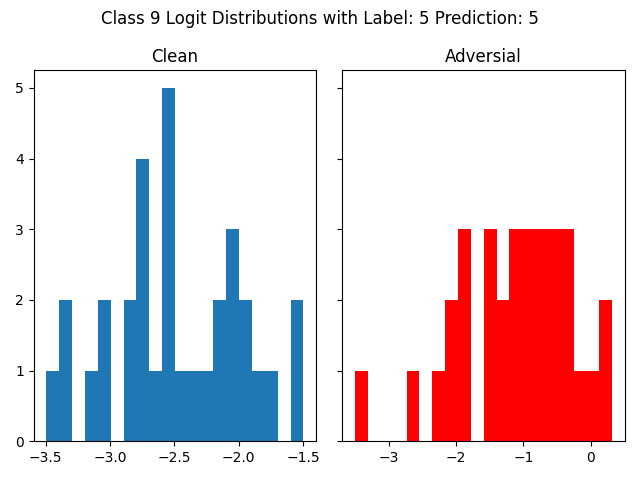 Class 9 Logit Distributions with Label: 5 Prediction: 5
Clean
Adversial
5
4
3
2
1
0
−3.5 −3.0 −2.5 −2.0 −1.5
−3 −2 −1 0